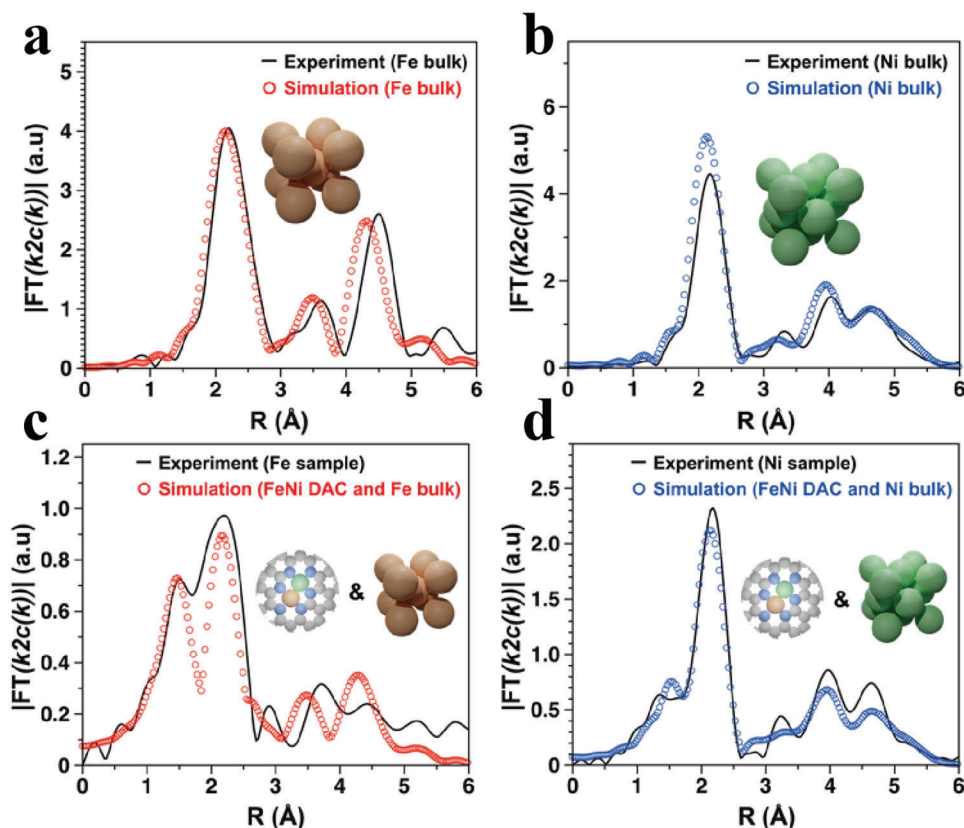 a
Experiment (Fe bulk)
Simulation (Fe bulk)
|FT(k2c(k))| (a.u)
5
4
3
2
1
0
0 1 2 3 4 5 6
R (Å)
b
Experiment (Ni bulk)
Simulation (Ni bulk)
|FT(k2c(k))| (a.u)
6
4
2
0
0 1 2 3 4 5 6
R (Å)
c
Experiment (Fe sample)
Simulation (FeNi DAC and Fe bulk)
&
|FT(k2c(k))| (a.u)
1.2
1.0
0.8
0.6
0.4
0.2
0
0 1 2 3 4 5 6
R (Å)
d
Experiment (Ni sample)
Simulation (FeNi DAC and Ni bulk)
&
|FT(k2c(k))| (a.u)
2.5
2.0
1.5
1.0
0.5
0
0 1 2 3 4 5 6
R (Å)